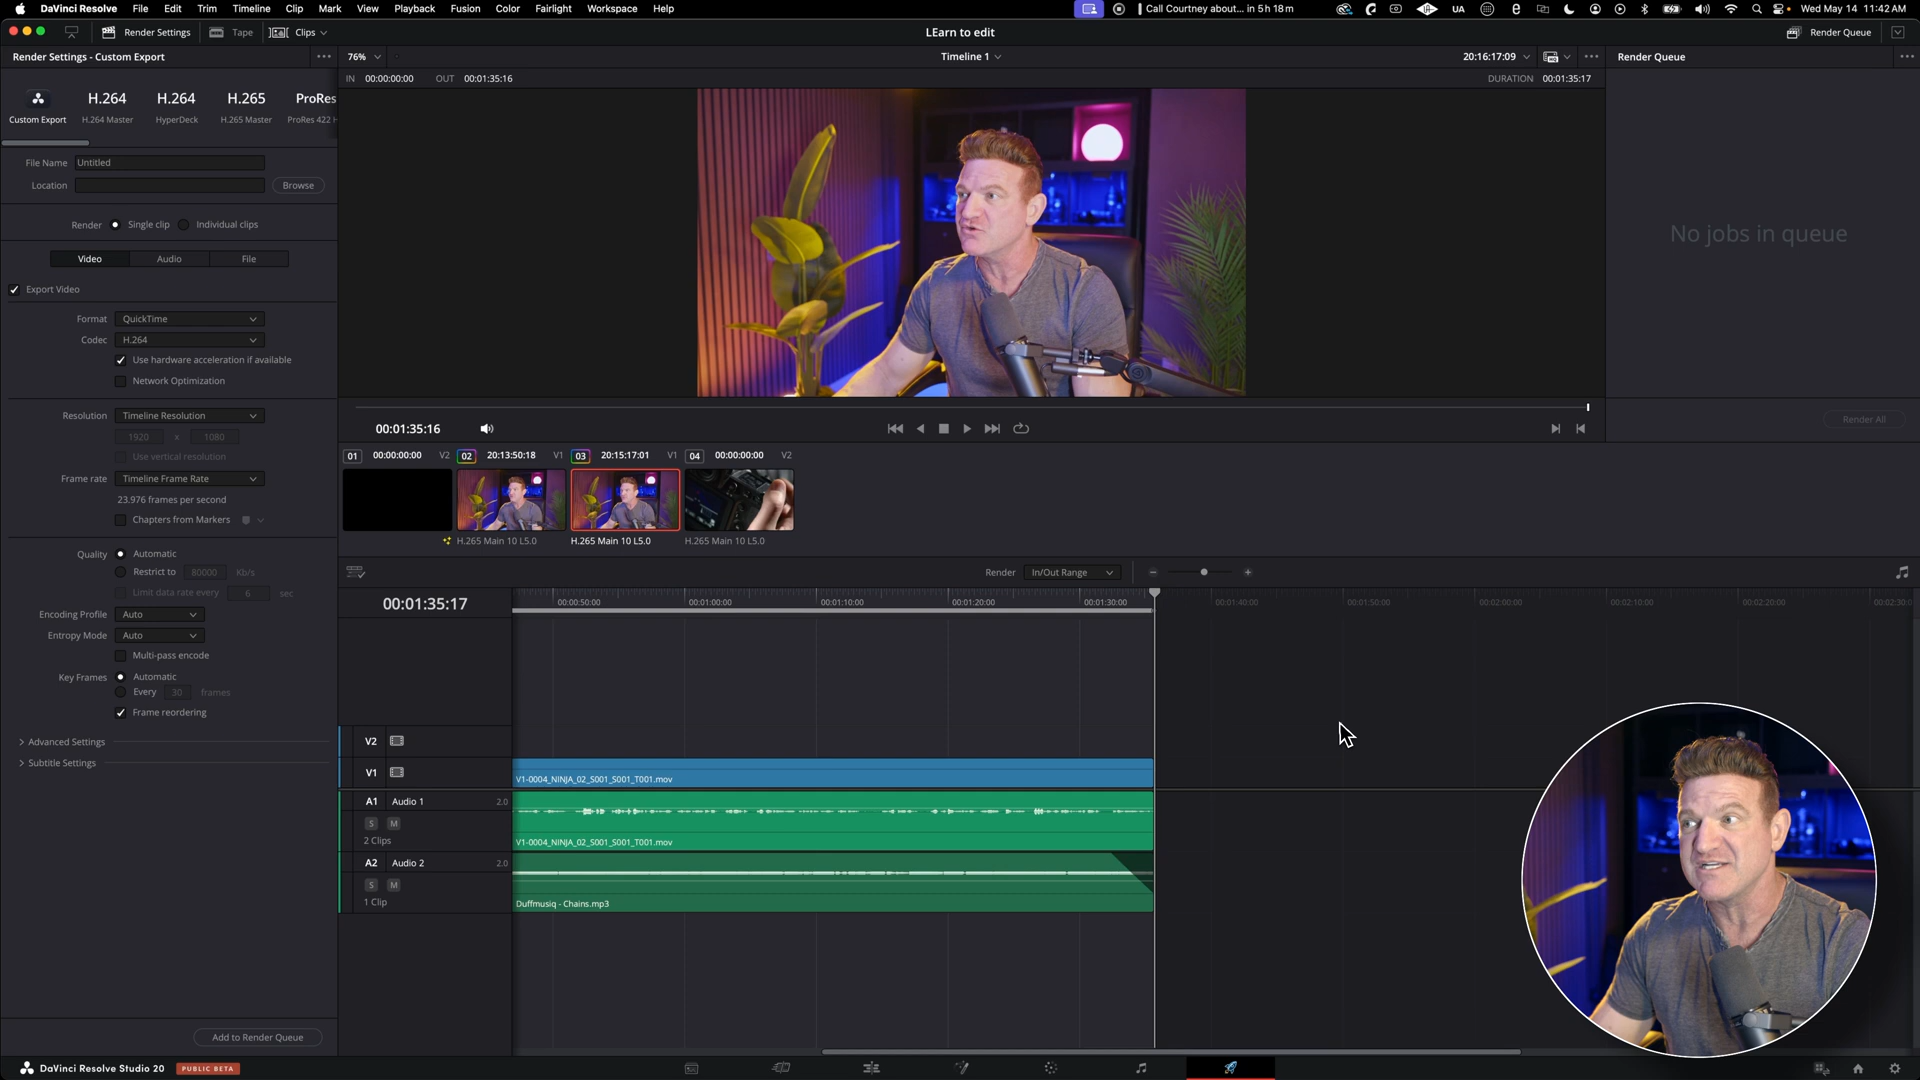 DaVinci Resolve File Edit Trim Timeline Clip Mark View Playback Fusion Color Fairlight Workspace Help
Call Courtney about... in 5 h 18 m
UA
Wed May 14 11:42 AM
Render Settings Tape Clips
LEarn to edit
Render Queue
Render Settings - Custom Export
76%
Timeline 1
20:16:17:09
Render Queue
IN 00:00:00:00 OUT 00:01:35:16
DURATION 00:01:35:17
H.264 H.264 H.265 ProRes
Custom Export H.264 Master HyperDeck H.265 Master ProRes 422 H
File Name Untitled
Location Browse
Render Single clip Individual clips
Video Audio File
Export Video
Format QuickTime
Codec H.264
Use hardware acceleration if available
Network Optimization
Resolution Timeline Resolution
1920 x 1080
Use vertical resolution
Frame rate Timeline Frame Rate
23.976 frames per second
Chapters from Markers
Quality Automatic
Restrict to 80000 Kb/s
Limit data rate every 6 sec
Encoding Profile Auto
Entropy Mode Auto
Multi-pass encode
Key Frames Automatic
Every 30 frames
Frame reordering
Advanced Settings
Subtitle Settings
Add to Render Queue
No jobs in queue
Render All
00:01:35:16
01 00:00:00:00 V2 02 20:13:50:18 V1 03 20:15:17:01 V1 04 00:00:00:00 V2
H.265 Main 10 L5.0 H.265 Main 10 L5.0 H.265 Main 10 L5.0
Render In/Out Range
00:01:35:17
00:00:50:00 00:01:00:00 00:01:10:00 00:01:20:00 00:01:30:00 00:01:40:00 00:01:50:00 00:02:00:00 00:02:10:00 00:02:20:00 00:02:30:0
V2
V1
V1-0004_NINJA_02_S001_S001_T001.mov
A1 Audio 1 2.0
S M
2 Clips
V1-0004_NINJA_02_S001_S001_T001.mov
A2 Audio 2 2.0
S M
1 Clip
Duffmusiq - Chains.mp3
DaVinci Resolve Studio 20 PUBLIC BETA